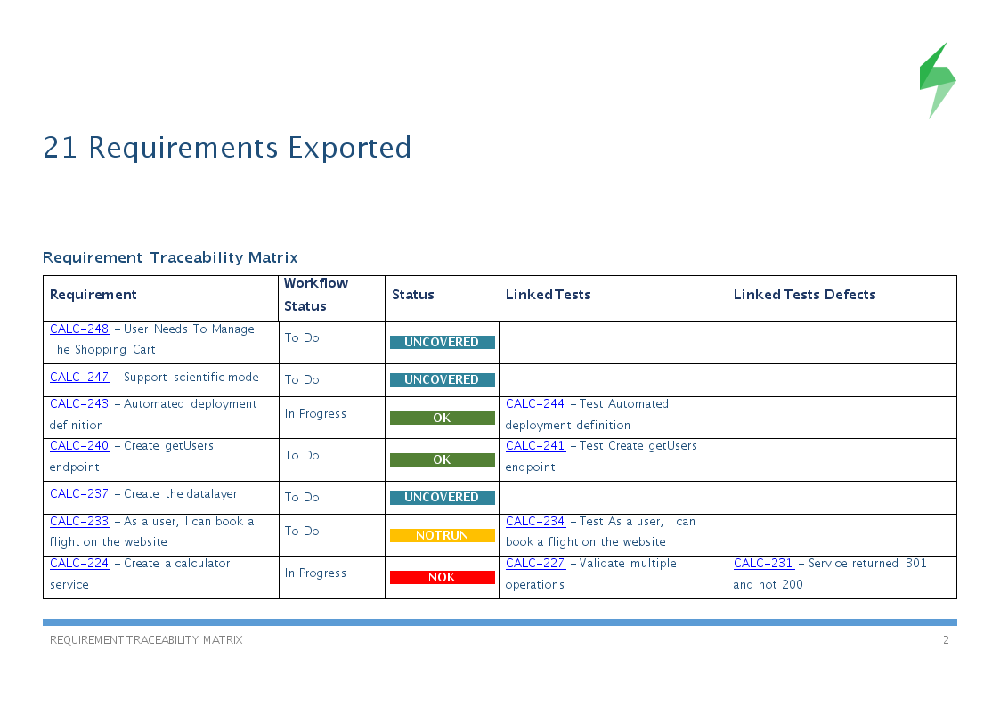 21 Requirements Exported
Requirement Traceability Matrix
Requirement
Workflow
Status
Status
Linked Tests
Linked Tests Defects
CALC-248 – User Needs To Manage
The Shopping Cart
To Do
UNCOVERED
CALC-247 – Support scientific mode
To Do
UNCOVERED
CALC-243 – Automated deployment
definition
In Progress
OK
CALC-244 – Test Automated
deployment definition
CALC-240 – Create getUsers
endpoint
To Do
OK
CALC-241 – Test Create getUsers
endpoint
CALC-237 – Create the datalayer
To Do
UNCOVERED
CALC-233 – As a user, I can book a
flight on the website
To Do
NOTRUN
CALC-234 – Test As a user, I can
book a flight on the website
CALC-224 – Create a calculator
service
In Progress
NOK
CALC-227 – Validate multiple
operations
CALC-231 – Service returned 301
and not 200
REQUIREMENT TRACEABILITY MATRIX
2